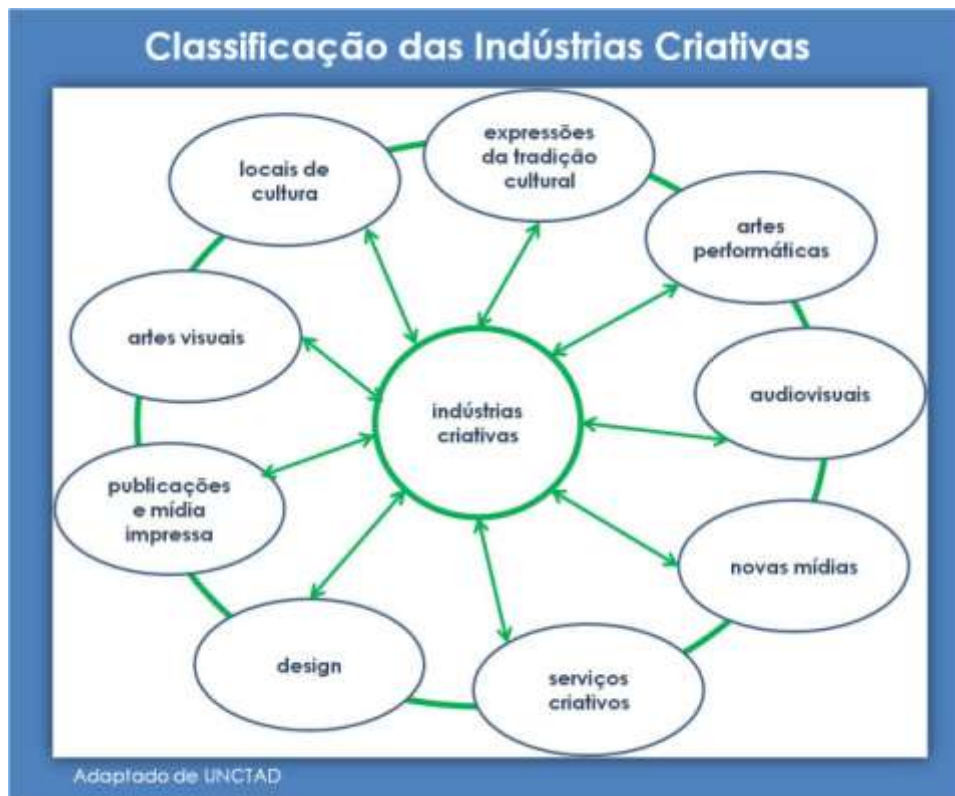 Classificação das Indústrias Criativas
expressões
da tradição
cultural
locais de
cultura
artes
performáticas
artes visuais
audiovisuais
indústrias
criativas
publicações
e mídia
impressa
novas mídias
design
serviços
criativos
Adaptado de UNCTAD